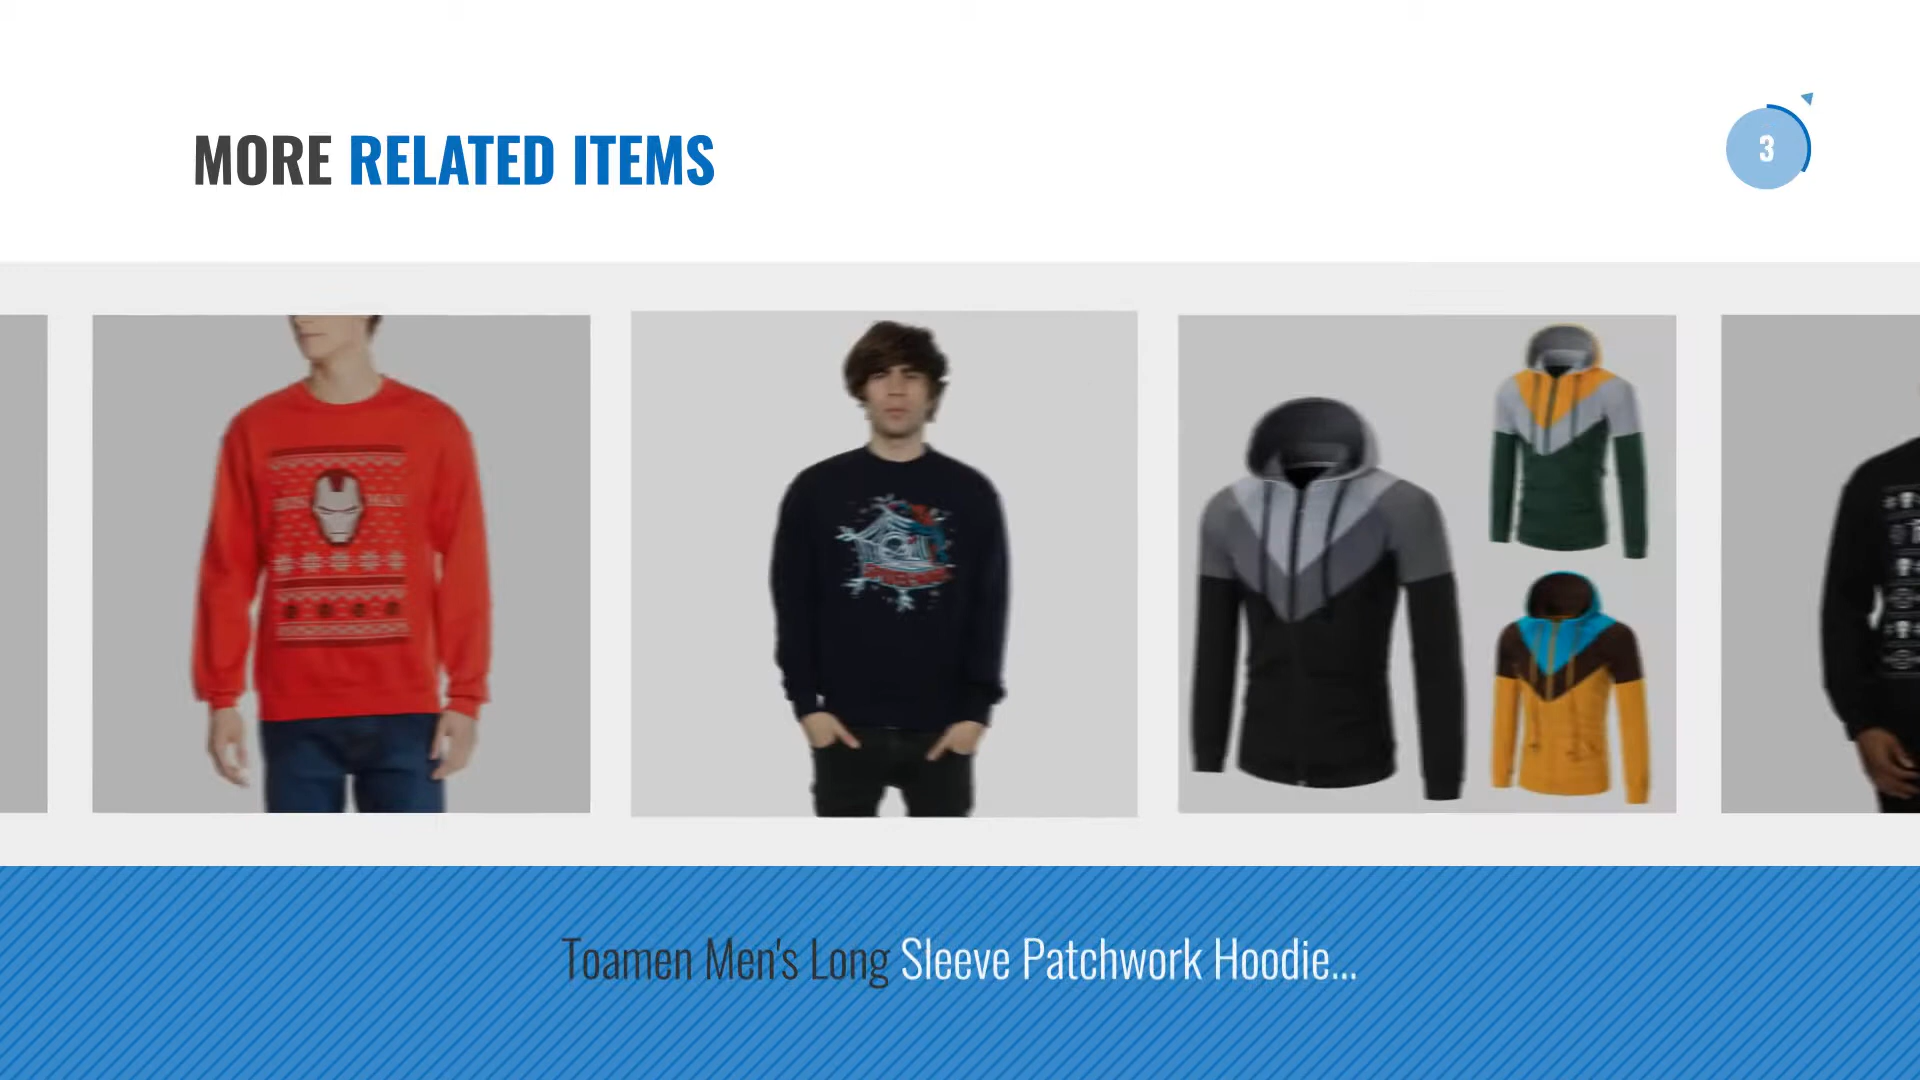 MORE RELATED ITEMS
3
Toamen Men's Long Sleeve Patchwork Hoodie...